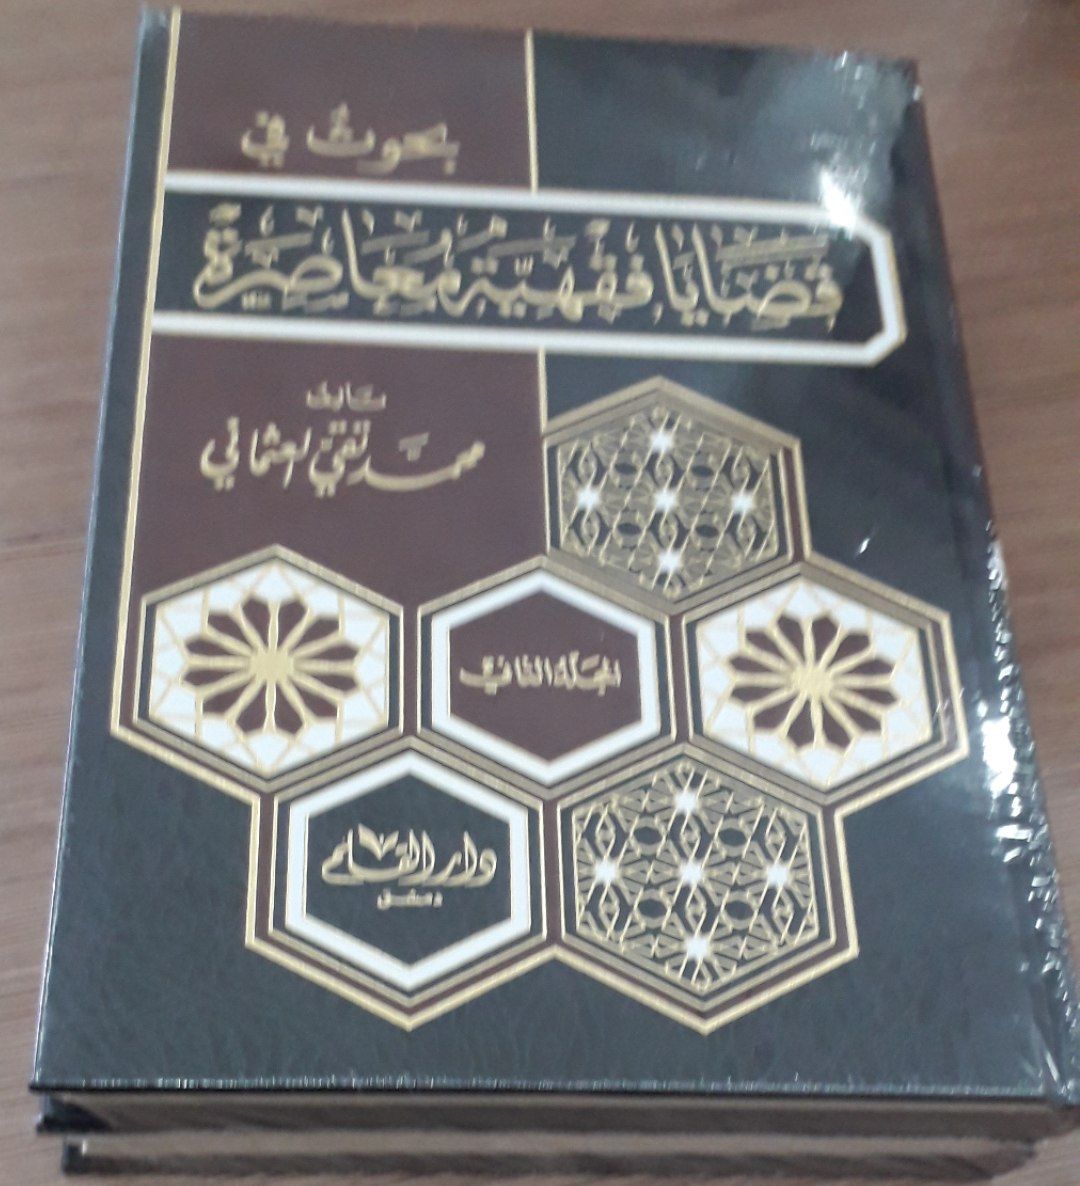 بحوث في
قضايا فقهية معاصرة
تأليف
محمد تقي العثماني
المجلد الثاني
دار القلم
دمشق